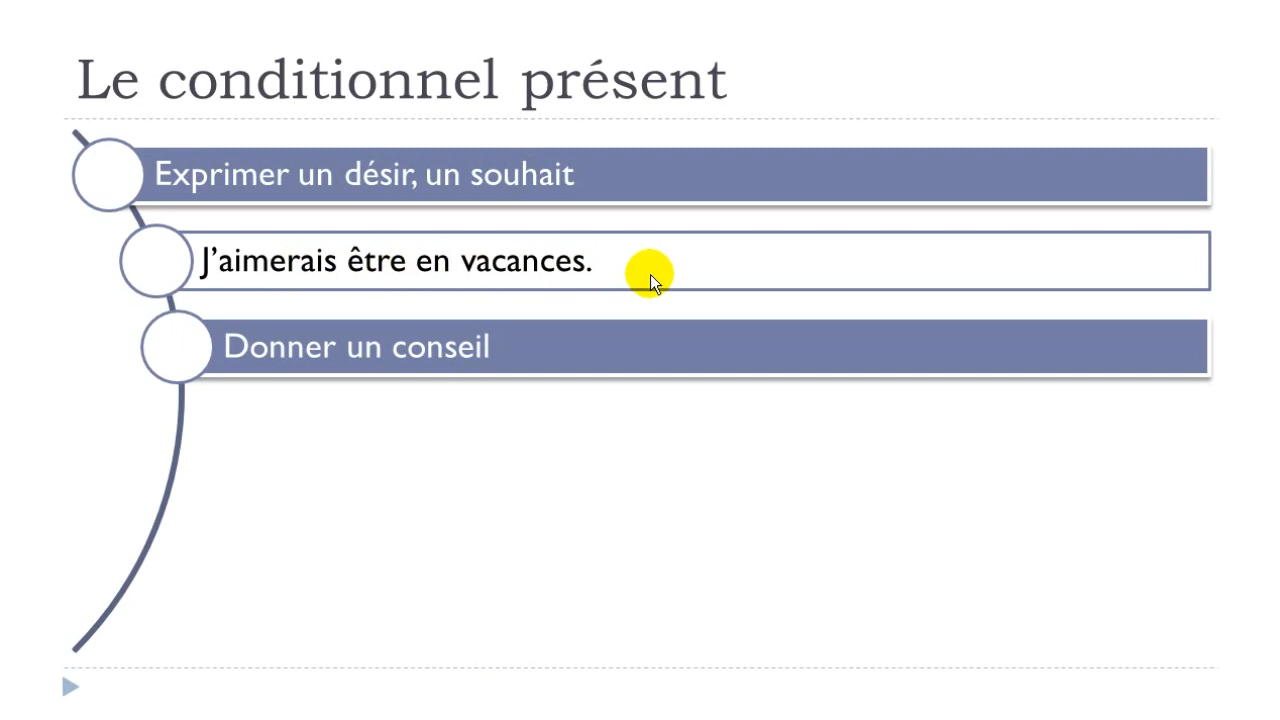 Le conditionnel présent
Exprimer un désir, un souhait
J’aimerais être en vacances.
Donner un conseil